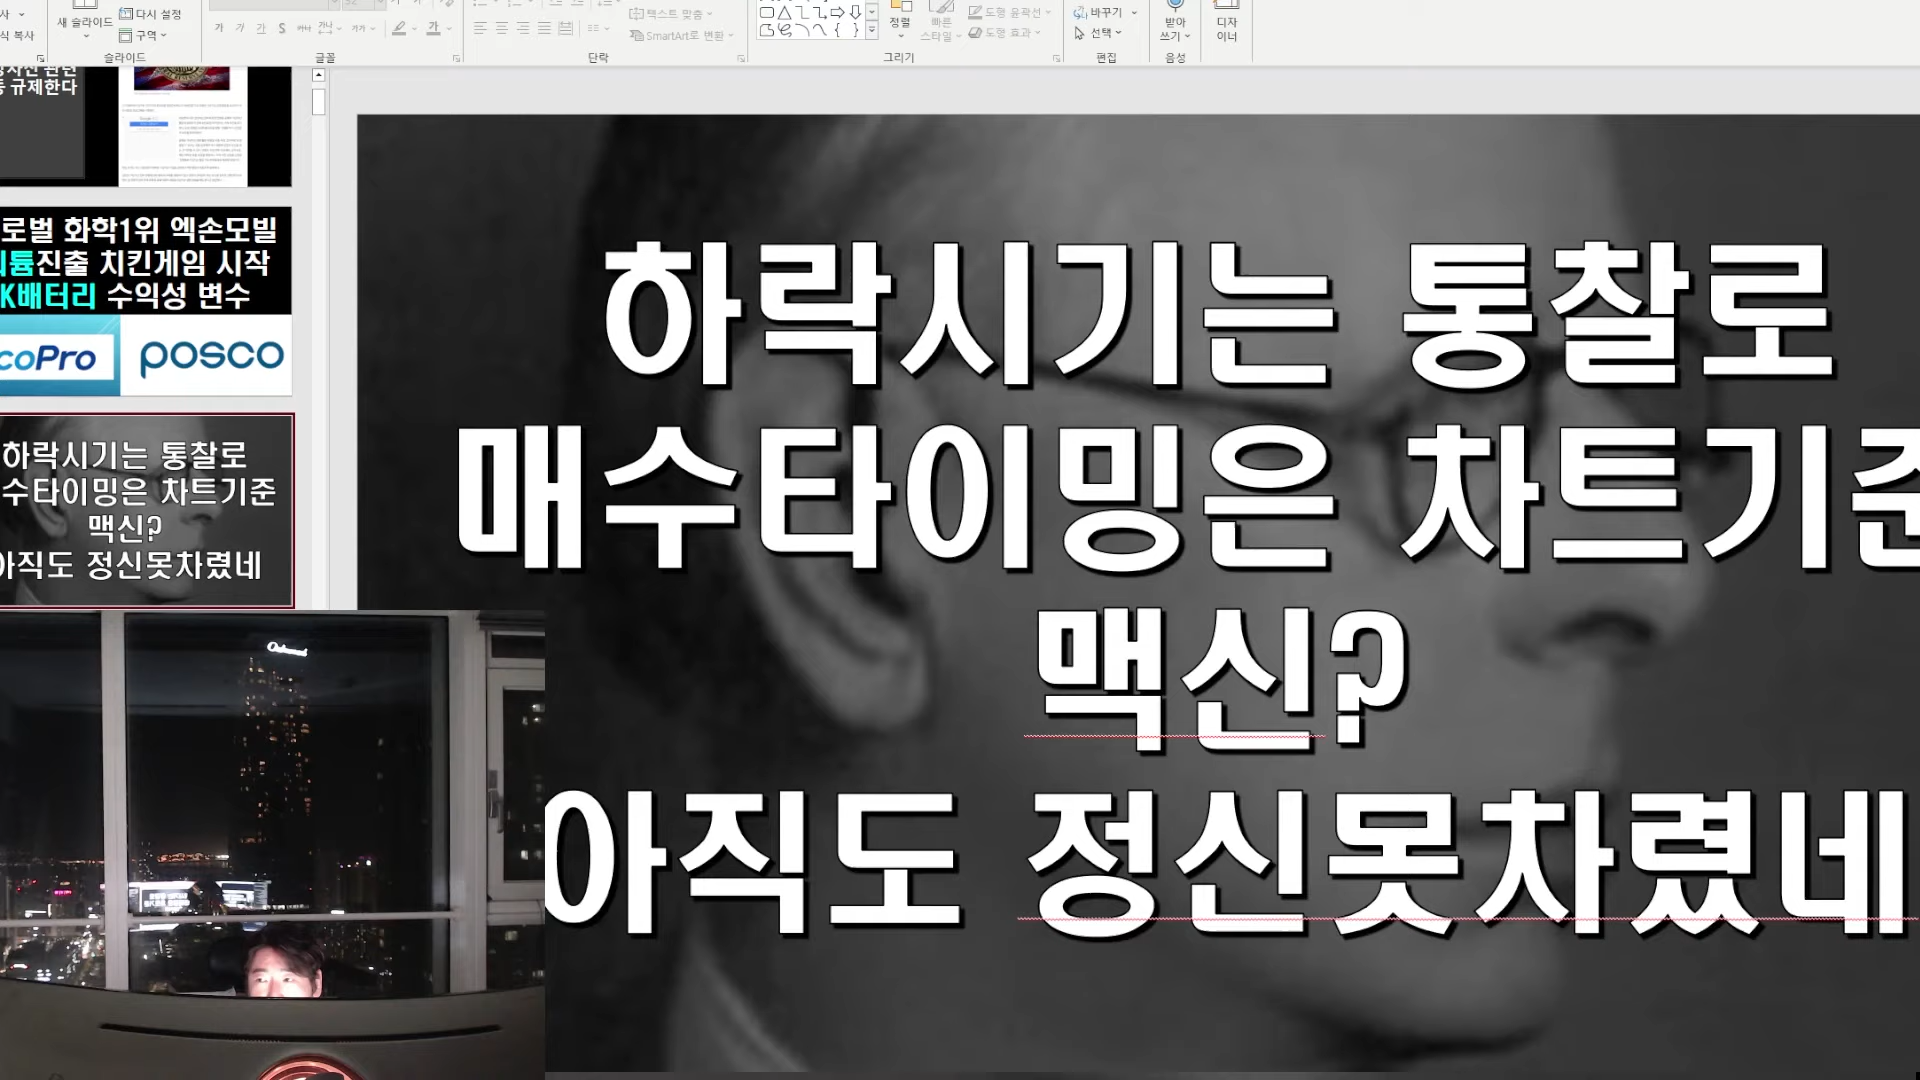 새 슬라이드
다시 설정
구역
식 복사
슬라이드
글꼴
텍스트 맞춤
SmartArt로 변환
단락
정렬
빠른
스타일
도형 윤곽선
도형 효과
그리기
바꾸기
선택
편집
받아
쓰기
음성
디자
이너
규제한다
로벌 화학1위 엑손모빌
튬진출 치킨게임 시작
K배터리 수익성 변수
coPro
posco
하락시기는 통찰로
수타이밍은 차트기준
맥신?
아직도 정신못차렸네
하락시기는 통찰로
매수타이밍은 차트기준
맥신?
아직도 정신못차렸네